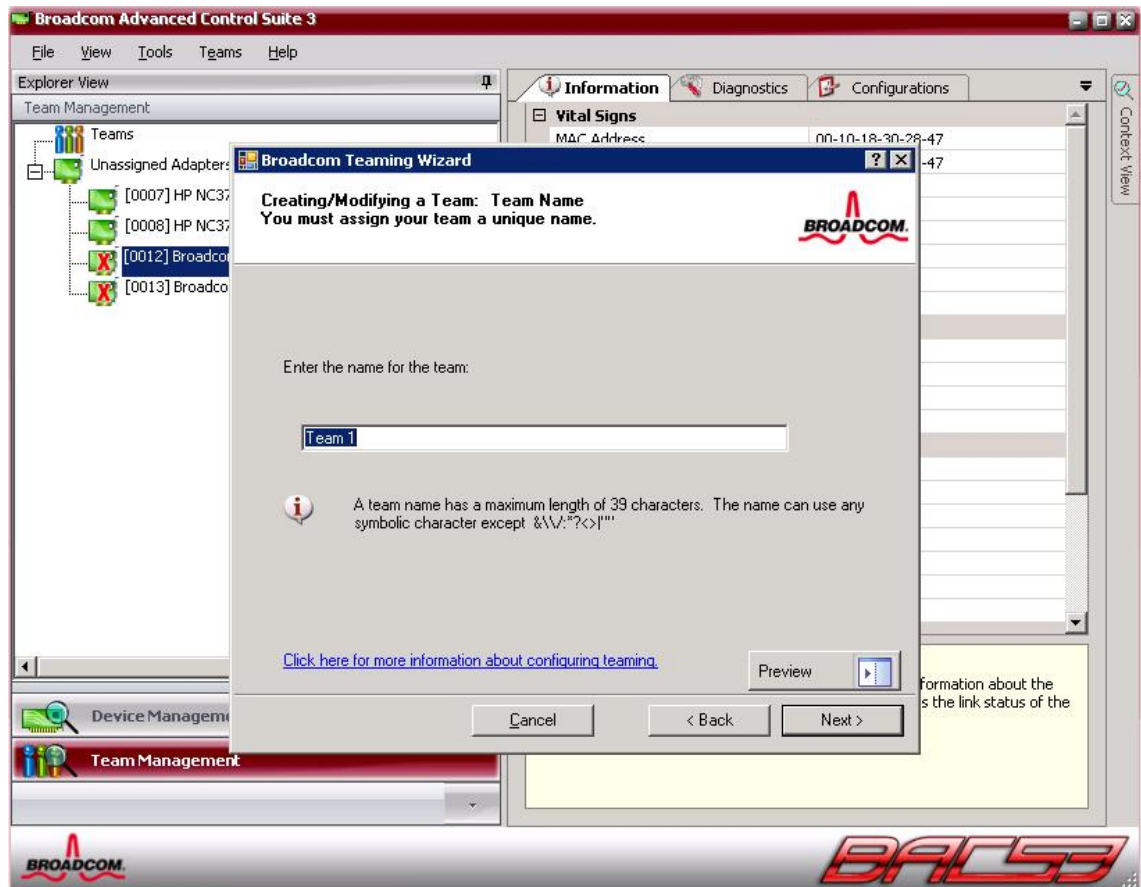 Broadcom Advanced Control Suite 3
File View Tools Teams Help
Explorer View
Team Management
Teams
Unassigned Adapters
[0007] HP NC37
[0008] HP NC37
[0012] Broadco
[0013] Broadco
Device Managem
Team Management
Information Diagnostics Configurations
Vital Signs
MAC Address 00-10-18-30-28-47
-47
Context View
Broadcom Teaming Wizard
Creating/Modifying a Team: Team Name
You must assign your team a unique name.
BROADCOM.
Enter the name for the team:
Team 1
A team name has a maximum length of 39 characters. The name can use any
symbolic character except &\\/:*?<>|""
Click here for more information about configuring teaming.
Preview
Cancel < Back Next >
formation about the
s the link status of the
BROADCOM.
BACS3